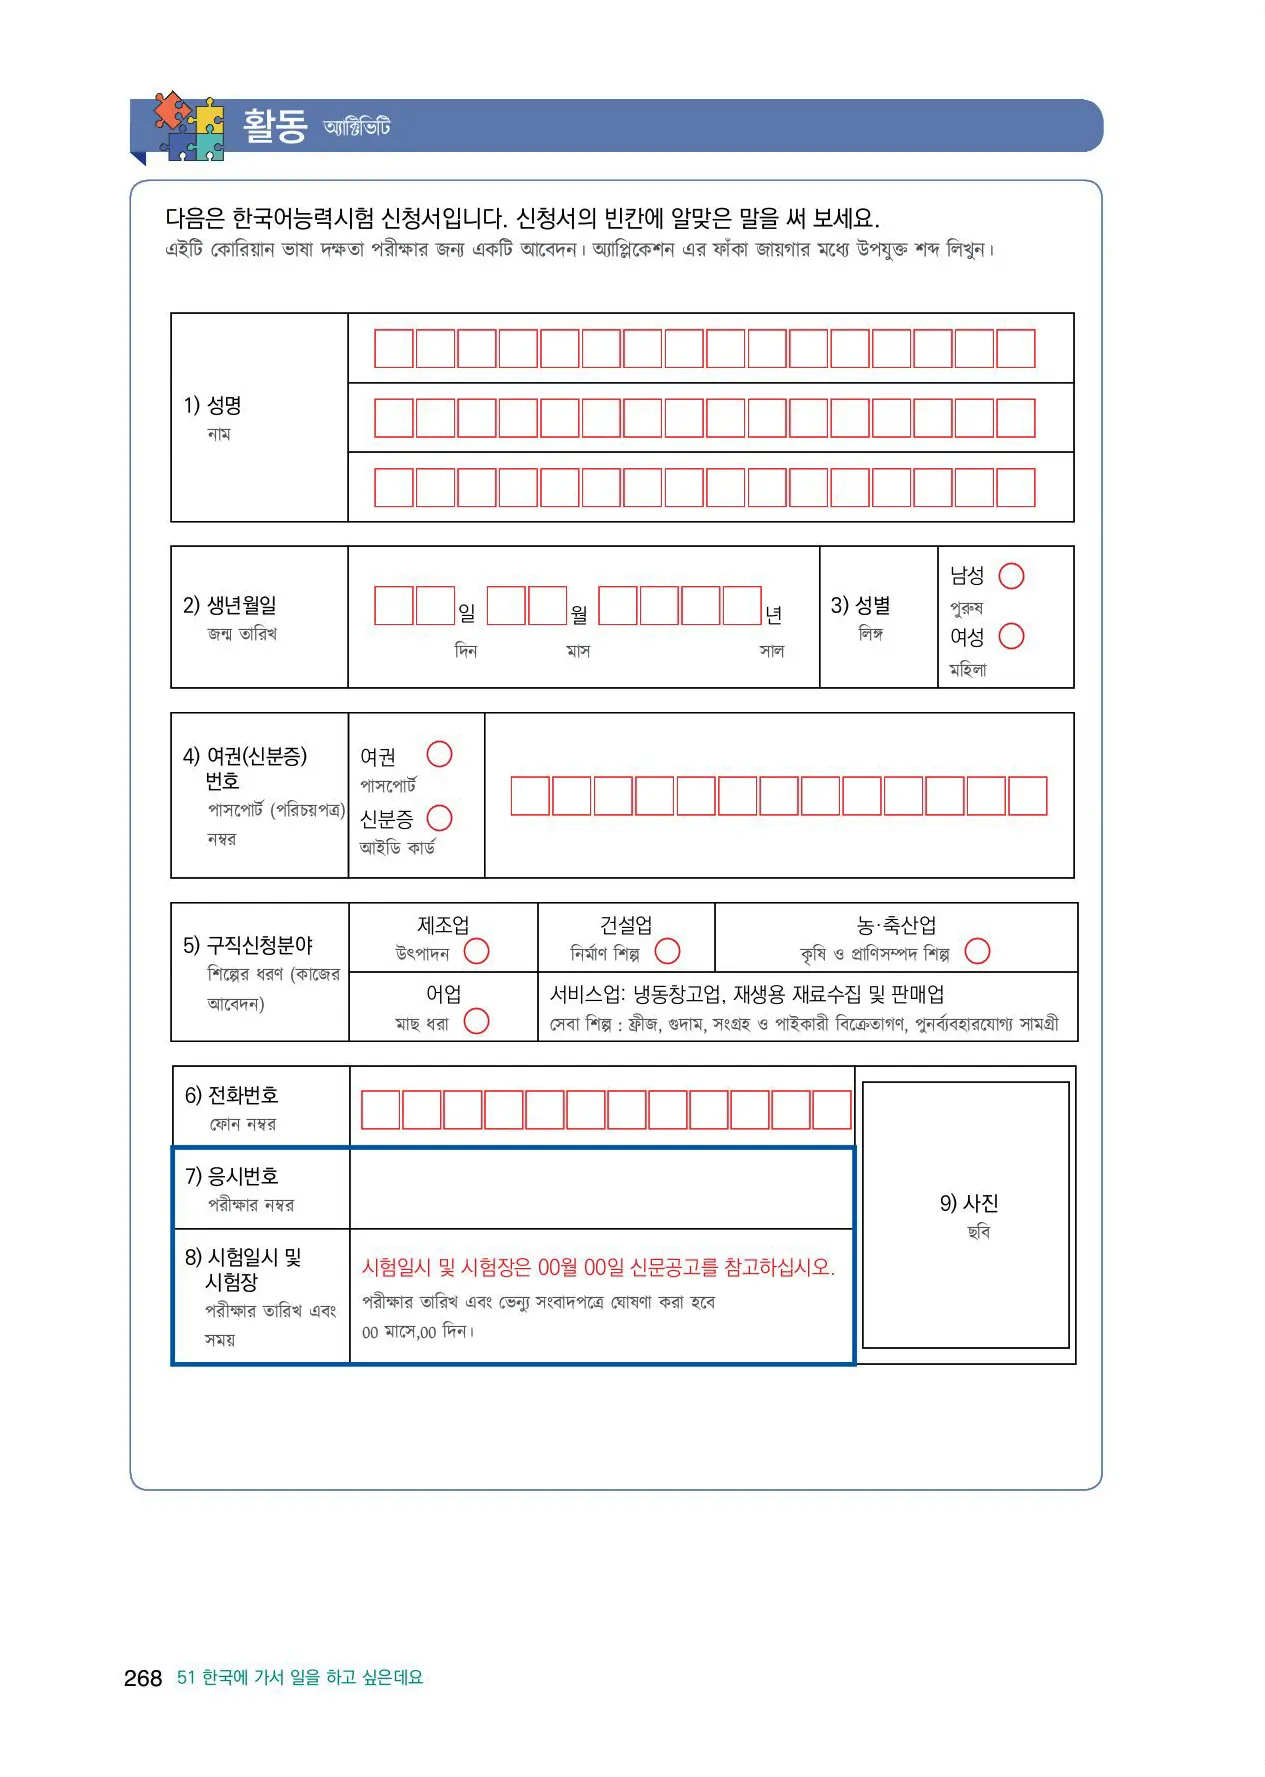 활동 অ্যাক্টিভিটি
다음은 한국어능력시험 신청서입니다. 신청서의 빈칸에 알맞은 말을 써 보세요.
এইটি কোরিয়ান ভাষা দক্ষতা পরীক্ষার জন্য একটি আবেদন। অ্যাপ্লিকেশন এর ফাঁকা জায়গার মধ্যে উপযুক্ত শব্দ লিখুন।
1) 성명
নাম
2) 생년월일
জন্ম তারিখ
일 월 년
দিন মাস সাল
3) 성별
লিঙ্গ
남성
পুরুষ
여성
মহিলা
4) 여권(신분증)
번호
পাসপোর্ট (পরিচয়পত্র)
নম্বর
여권
পাসপোর্ট
신분증
আইডি কার্ড
5) 구직신청분야
শিল্পের ধরণ (কাজের
আবেদন)
제조업
উৎপাদন
건설업
নির্মাণ শিল্প
농·축산업
কৃষি ও প্রাণিসম্পদ শিল্প
어업
মাছ ধরা
서비스업: 냉동창고업, 재생용 재료수집 및 판매업
সেবা শিল্প : ফ্রীজ, গুদাম, সংগ্রহ ও পাইকারী বিক্রেতাগণ, পুনর্ব্যবহারযোগ্য সামগ্রী
6) 전화번호
ফোন নম্বর
7) 응시번호
পরীক্ষার নম্বর
8) 시험일시 및
시험장
পরীক্ষার তারিখ এবং
সময়
시험일시 및 시험장은 00월 00일 신문공고를 참고하십시오.
পরীক্ষার তারিখ এবং ভেন্যু সংবাদপত্রে ঘোষণা করা হবে
00 মাসে,00 দিন।
9) 사진
ছবি
268 51 한국에 가서 일을 하고 싶은데요